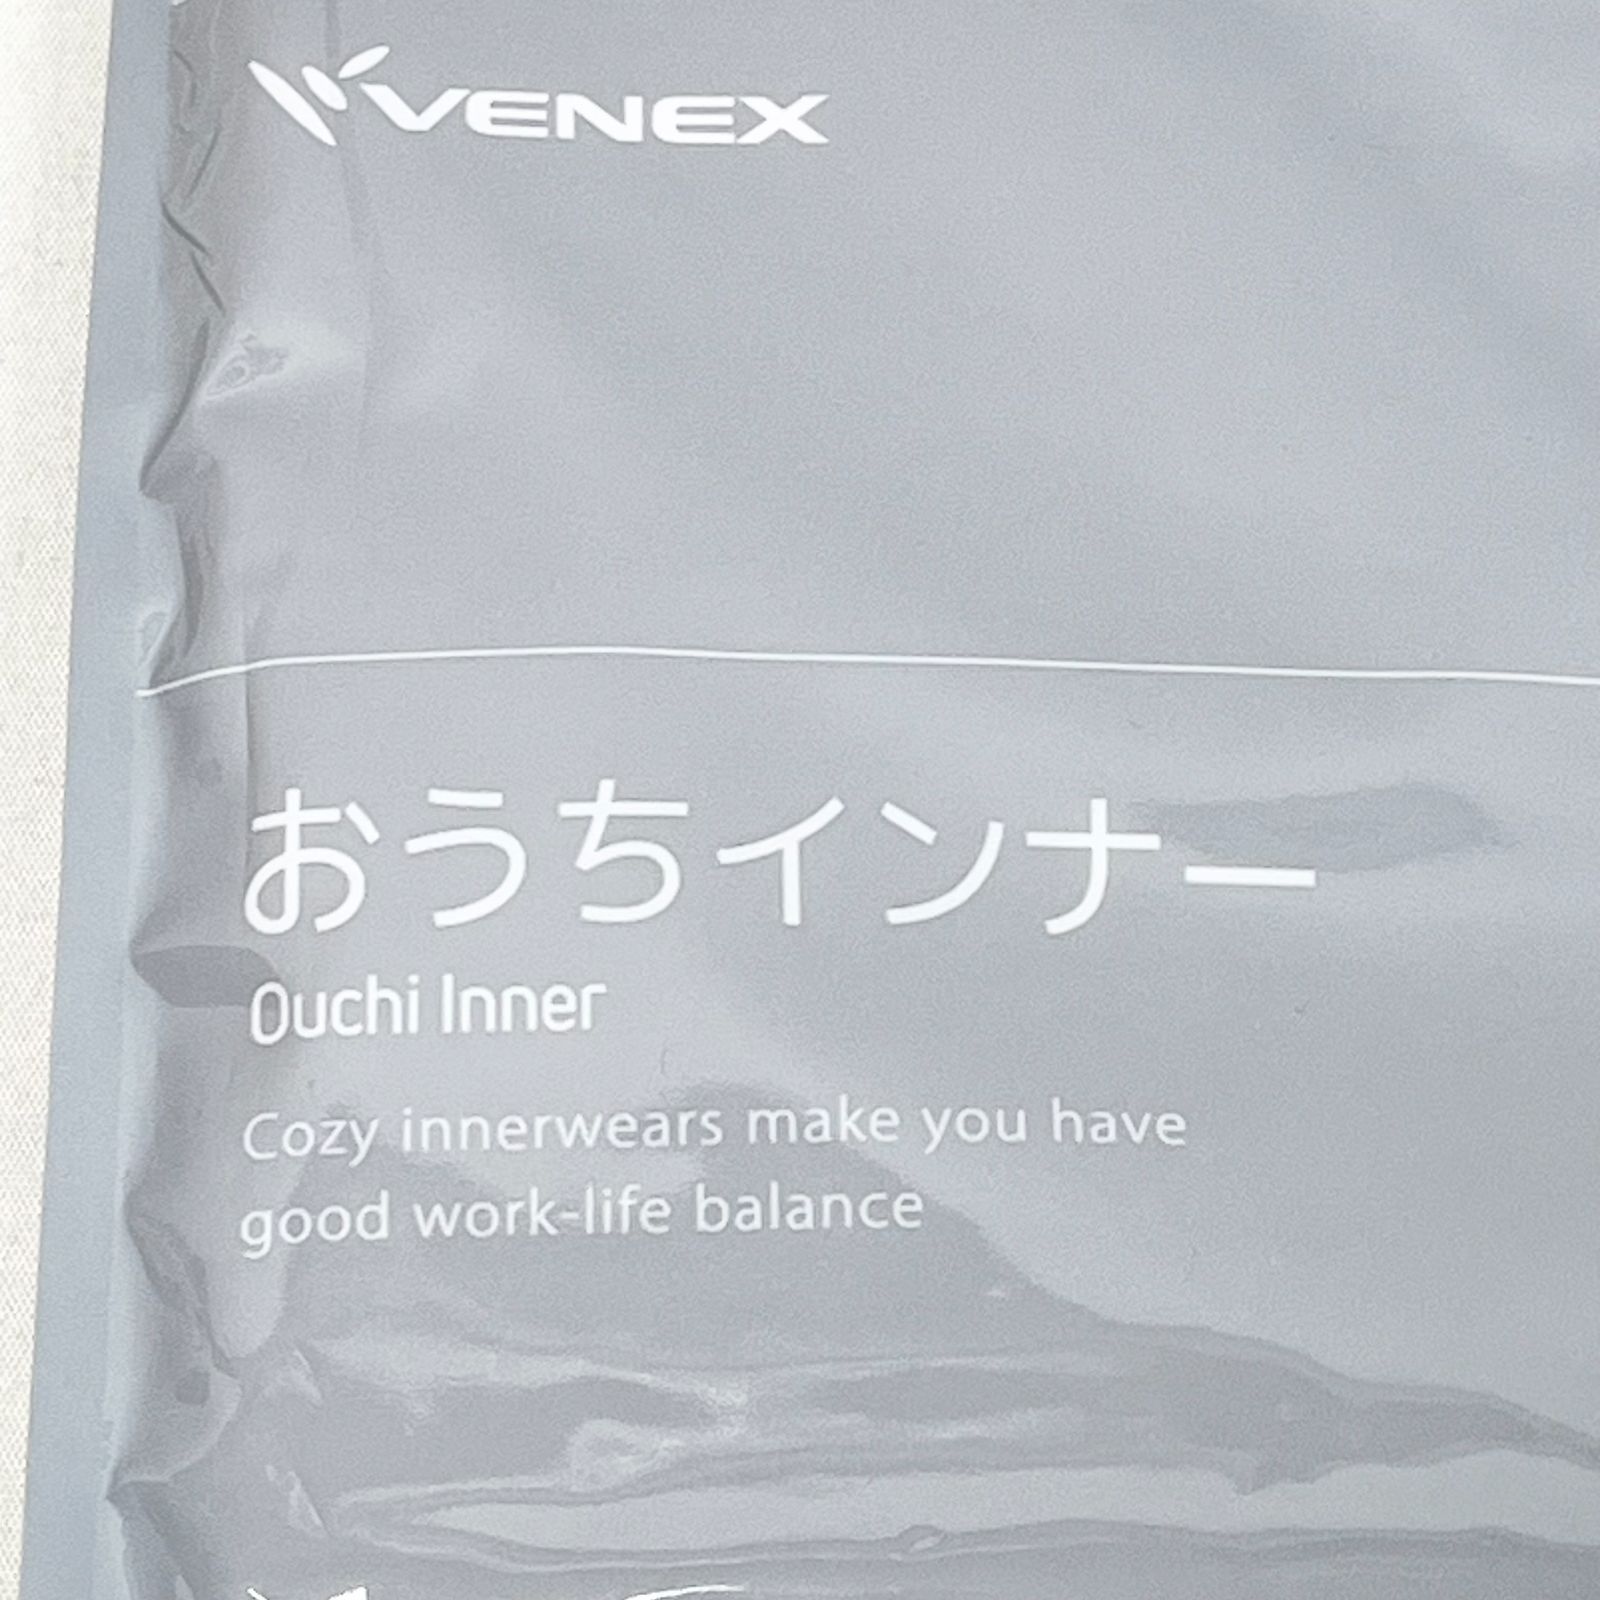 VENEX
おうちインナー
Ouchi Inner
Cozy innerwears make you have
good work-life balance